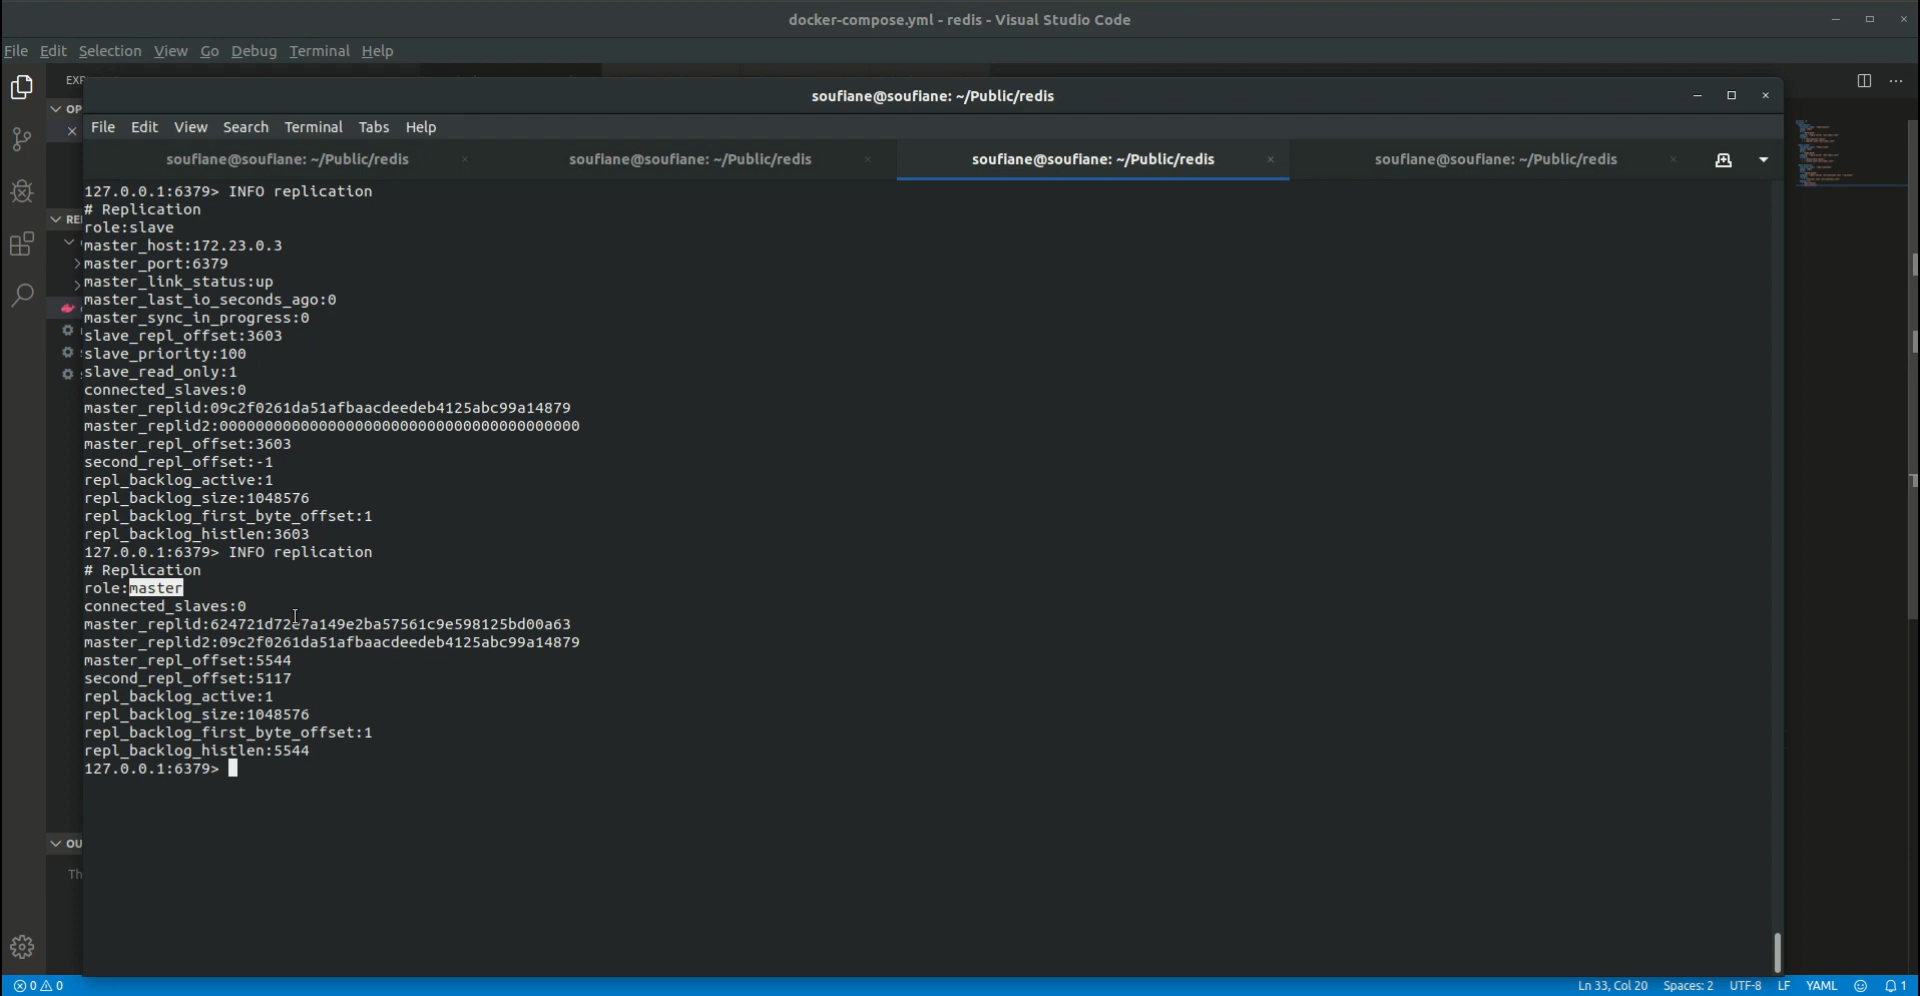 docker-compose.yml - redis - Visual Studio Code
File Edit Selection View Go Debug Terminal Help
soufiane@soufiane: ~/Public/redis
File Edit View Search Terminal Tabs Help
soufiane@soufiane: ~/Public/redis soufiane@soufiane: ~/Public/redis soufiane@soufiane: ~/Public/redis soufiane@soufiane: ~/Public/redis
127.0.0.1:6379> INFO replication
# Replication
role:slave
master_host:172.23.0.3
master_port:6379
master_link_status:up
master_last_io_seconds_ago:0
master_sync_in_progress:0
slave_repl_offset:3603
slave_priority:100
slave_read_only:1
connected_slaves:0
master_replid:09c2f0261da51afbaacdeedeb4125abc99a14879
master_replid2:0000000000000000000000000000000000000000
master_repl_offset:3603
second_repl_offset:-1
repl_backlog_active:1
repl_backlog_size:1048576
repl_backlog_first_byte_offset:1
repl_backlog_histlen:3603
127.0.0.1:6379> INFO replication
# Replication
role:master
connected_slaves:0
master_replid:624721d72e7a149e2ba57561c9e598125bd00a63
master_replid2:09c2f0261da51afbaacdeedeb4125abc99a14879
master_repl_offset:5544
second_repl_offset:5117
repl_backlog_active:1
repl_backlog_size:1048576
repl_backlog_first_byte_offset:1
repl_backlog_histlen:5544
127.0.0.1:6379>
0 0 Ln 33, Col 20 Spaces: 2 UTF-8 LF YAML 1